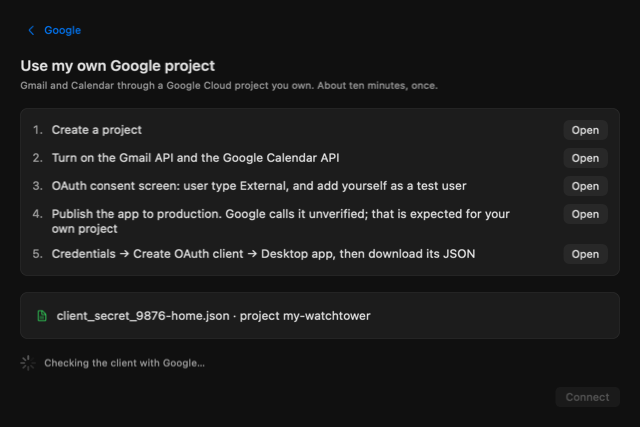 Google
Use my own Google project
Gmail and Calendar through a Google Cloud project you own. About ten minutes, once.
1. Create a project Open
2. Turn on the Gmail API and the Google Calendar API Open
3. OAuth consent screen: user type External, and add yourself as a test user Open
4. Publish the app to production. Google calls it unverified; that is expected for your Open
own project
5. Credentials → Create OAuth client → Desktop app, then download its JSON Open
client_secret_9876-home.json · project my-watchtower
Checking the client with Google...
Connect